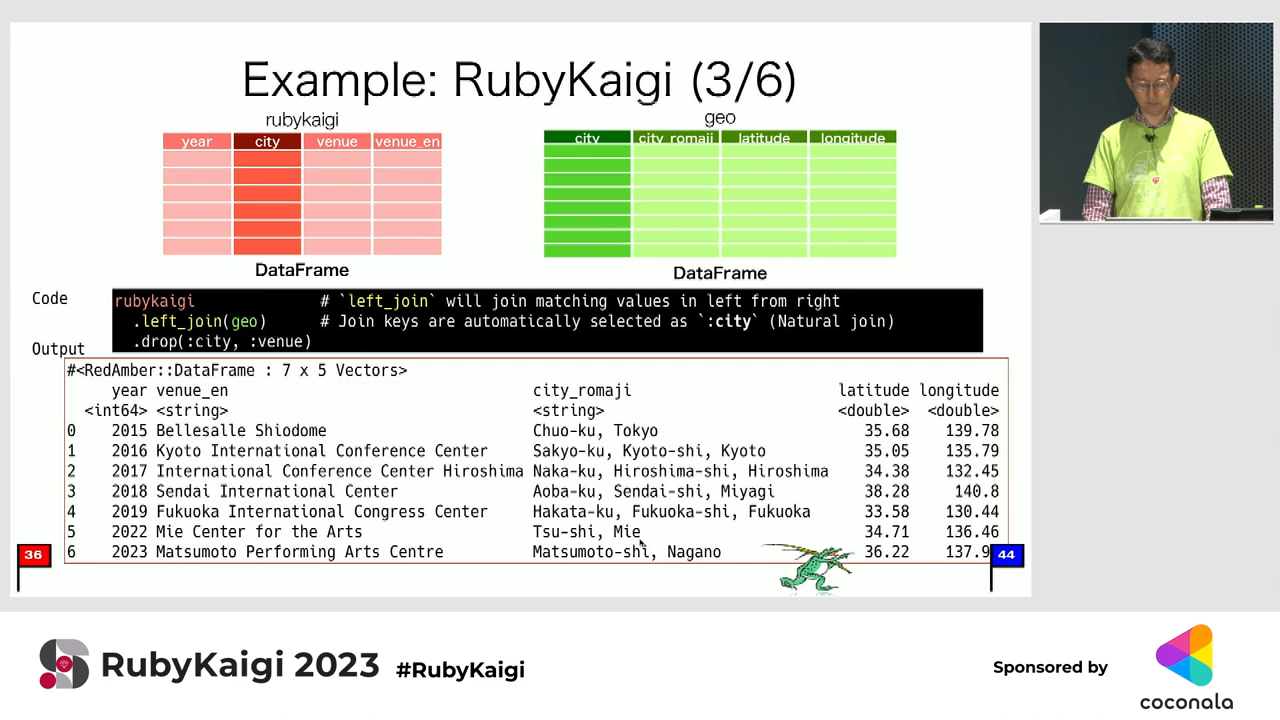 Example: RubyKaigi (3/6)
rubykaigi
year city venue venue_en
DataFrame
geo
city city_romaji latitude longitude
DataFrame
Code
rubykaigi # `left_join` will join matching values in left from right
.left_join(geo) # Join keys are automatically selected as `:city` (Natural join)
.drop(:city, :venue)
Output
#<RedAmber::DataFrame : 7 x 5 Vectors>
year venue_en city_romaji latitude longitude
<int64> <string> <string> <double> <double>
0 2015 Bellesalle Shiodome Chuo-ku, Tokyo 35.68 139.78
1 2016 Kyoto International Conference Center Sakyo-ku, Kyoto-shi, Kyoto 35.05 135.79
2 2017 International Conference Center Hiroshima Naka-ku, Hiroshima-shi, Hiroshima 34.38 132.45
3 2018 Sendai International Center Aoba-ku, Sendai-shi, Miyagi 38.28 140.8
4 2019 Fukuoka International Congress Center Hakata-ku, Fukuoka-shi, Fukuoka 33.58 130.44
5 2022 Mie Center for the Arts Tsu-shi, Mie 34.71 136.46
6 2023 Matsumoto Performing Arts Centre Matsumoto-shi, Nagano 36.22
36
44
RubyKaigi 2023 #RubyKaigi
Sponsored by
coconala